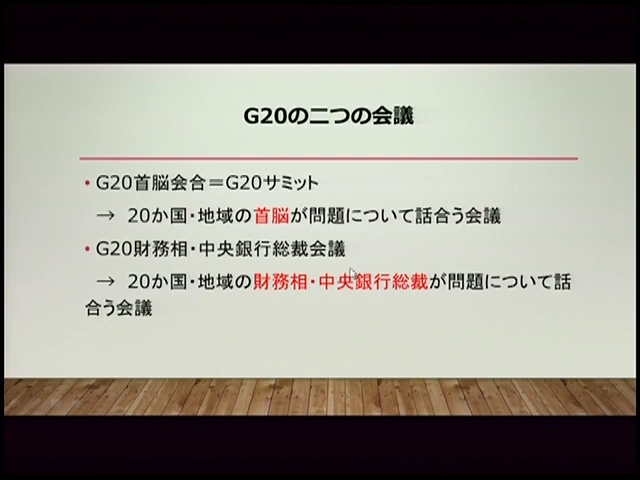 G20の二つの会議
・G20首脳会合＝G20サミット
→ 20か国・地域の首脳が問題について話合う会議
・G20財務相・中央銀行総裁会議
→ 20か国・地域の財務相・中央銀行総裁が問題について話
合う会議